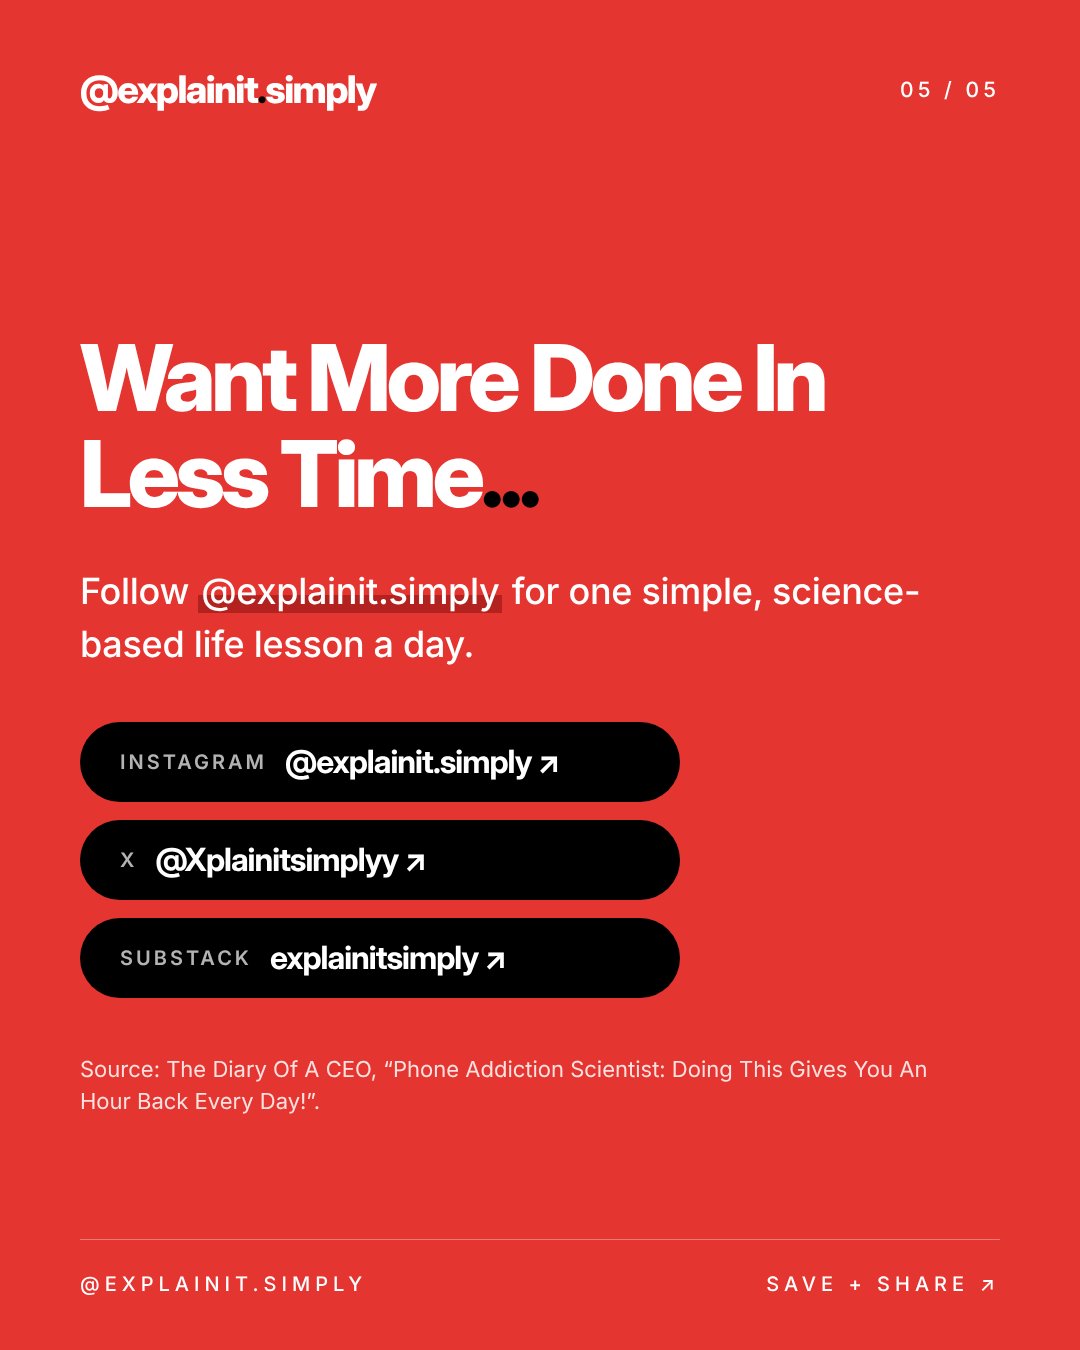 @explainit.simply
05 / 05
Want More Done In
Less Time...
Follow @explainit.simply for one simple, science-
based life lesson a day.
INSTAGRAM @explainit.simply ↗
X @Xplainitsimplyy ↗
SUBSTACK explainitsimply ↗
Source: The Diary Of A CEO, “Phone Addiction Scientist: Doing This Gives You An
Hour Back Every Day!”.
@EXPLAINIT.SIMPLY
SAVE + SHARE ↗